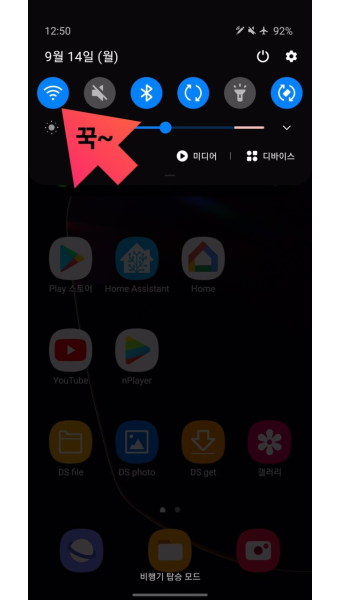 12:50
92%
9월 14일 (월)
꾹~
미디어
디바이스
Play 스토어
Home Assistant
Home
YouTube
nPlayer
DS file
DS photo
DS get
갤러리
비행기 탑승 모드